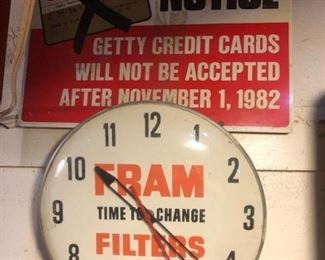 NOTICE
GETTY CREDIT CARDS
WILL NOT BE ACCEPTED
AFTER NOVEMBER 1, 1982
11 12
10 2
FRAM
9 TIME TO CHANGE 3
8 FILTERS 4